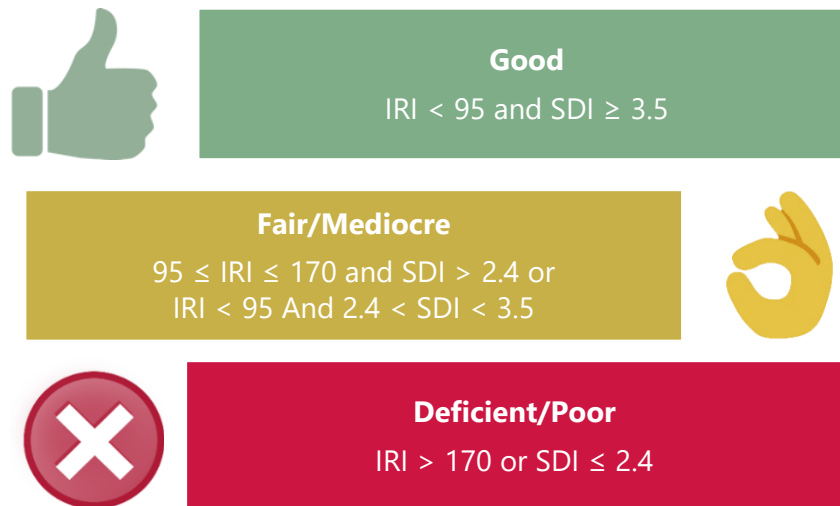 Good
IRI < 95 and SDI ≥ 3.5
Fair/Mediocre
95 ≤ IRI ≤ 170 and SDI > 2.4 or
IRI < 95 And 2.4 < SDI < 3.5
Deficient/Poor
IRI > 170 or SDI ≤ 2.4